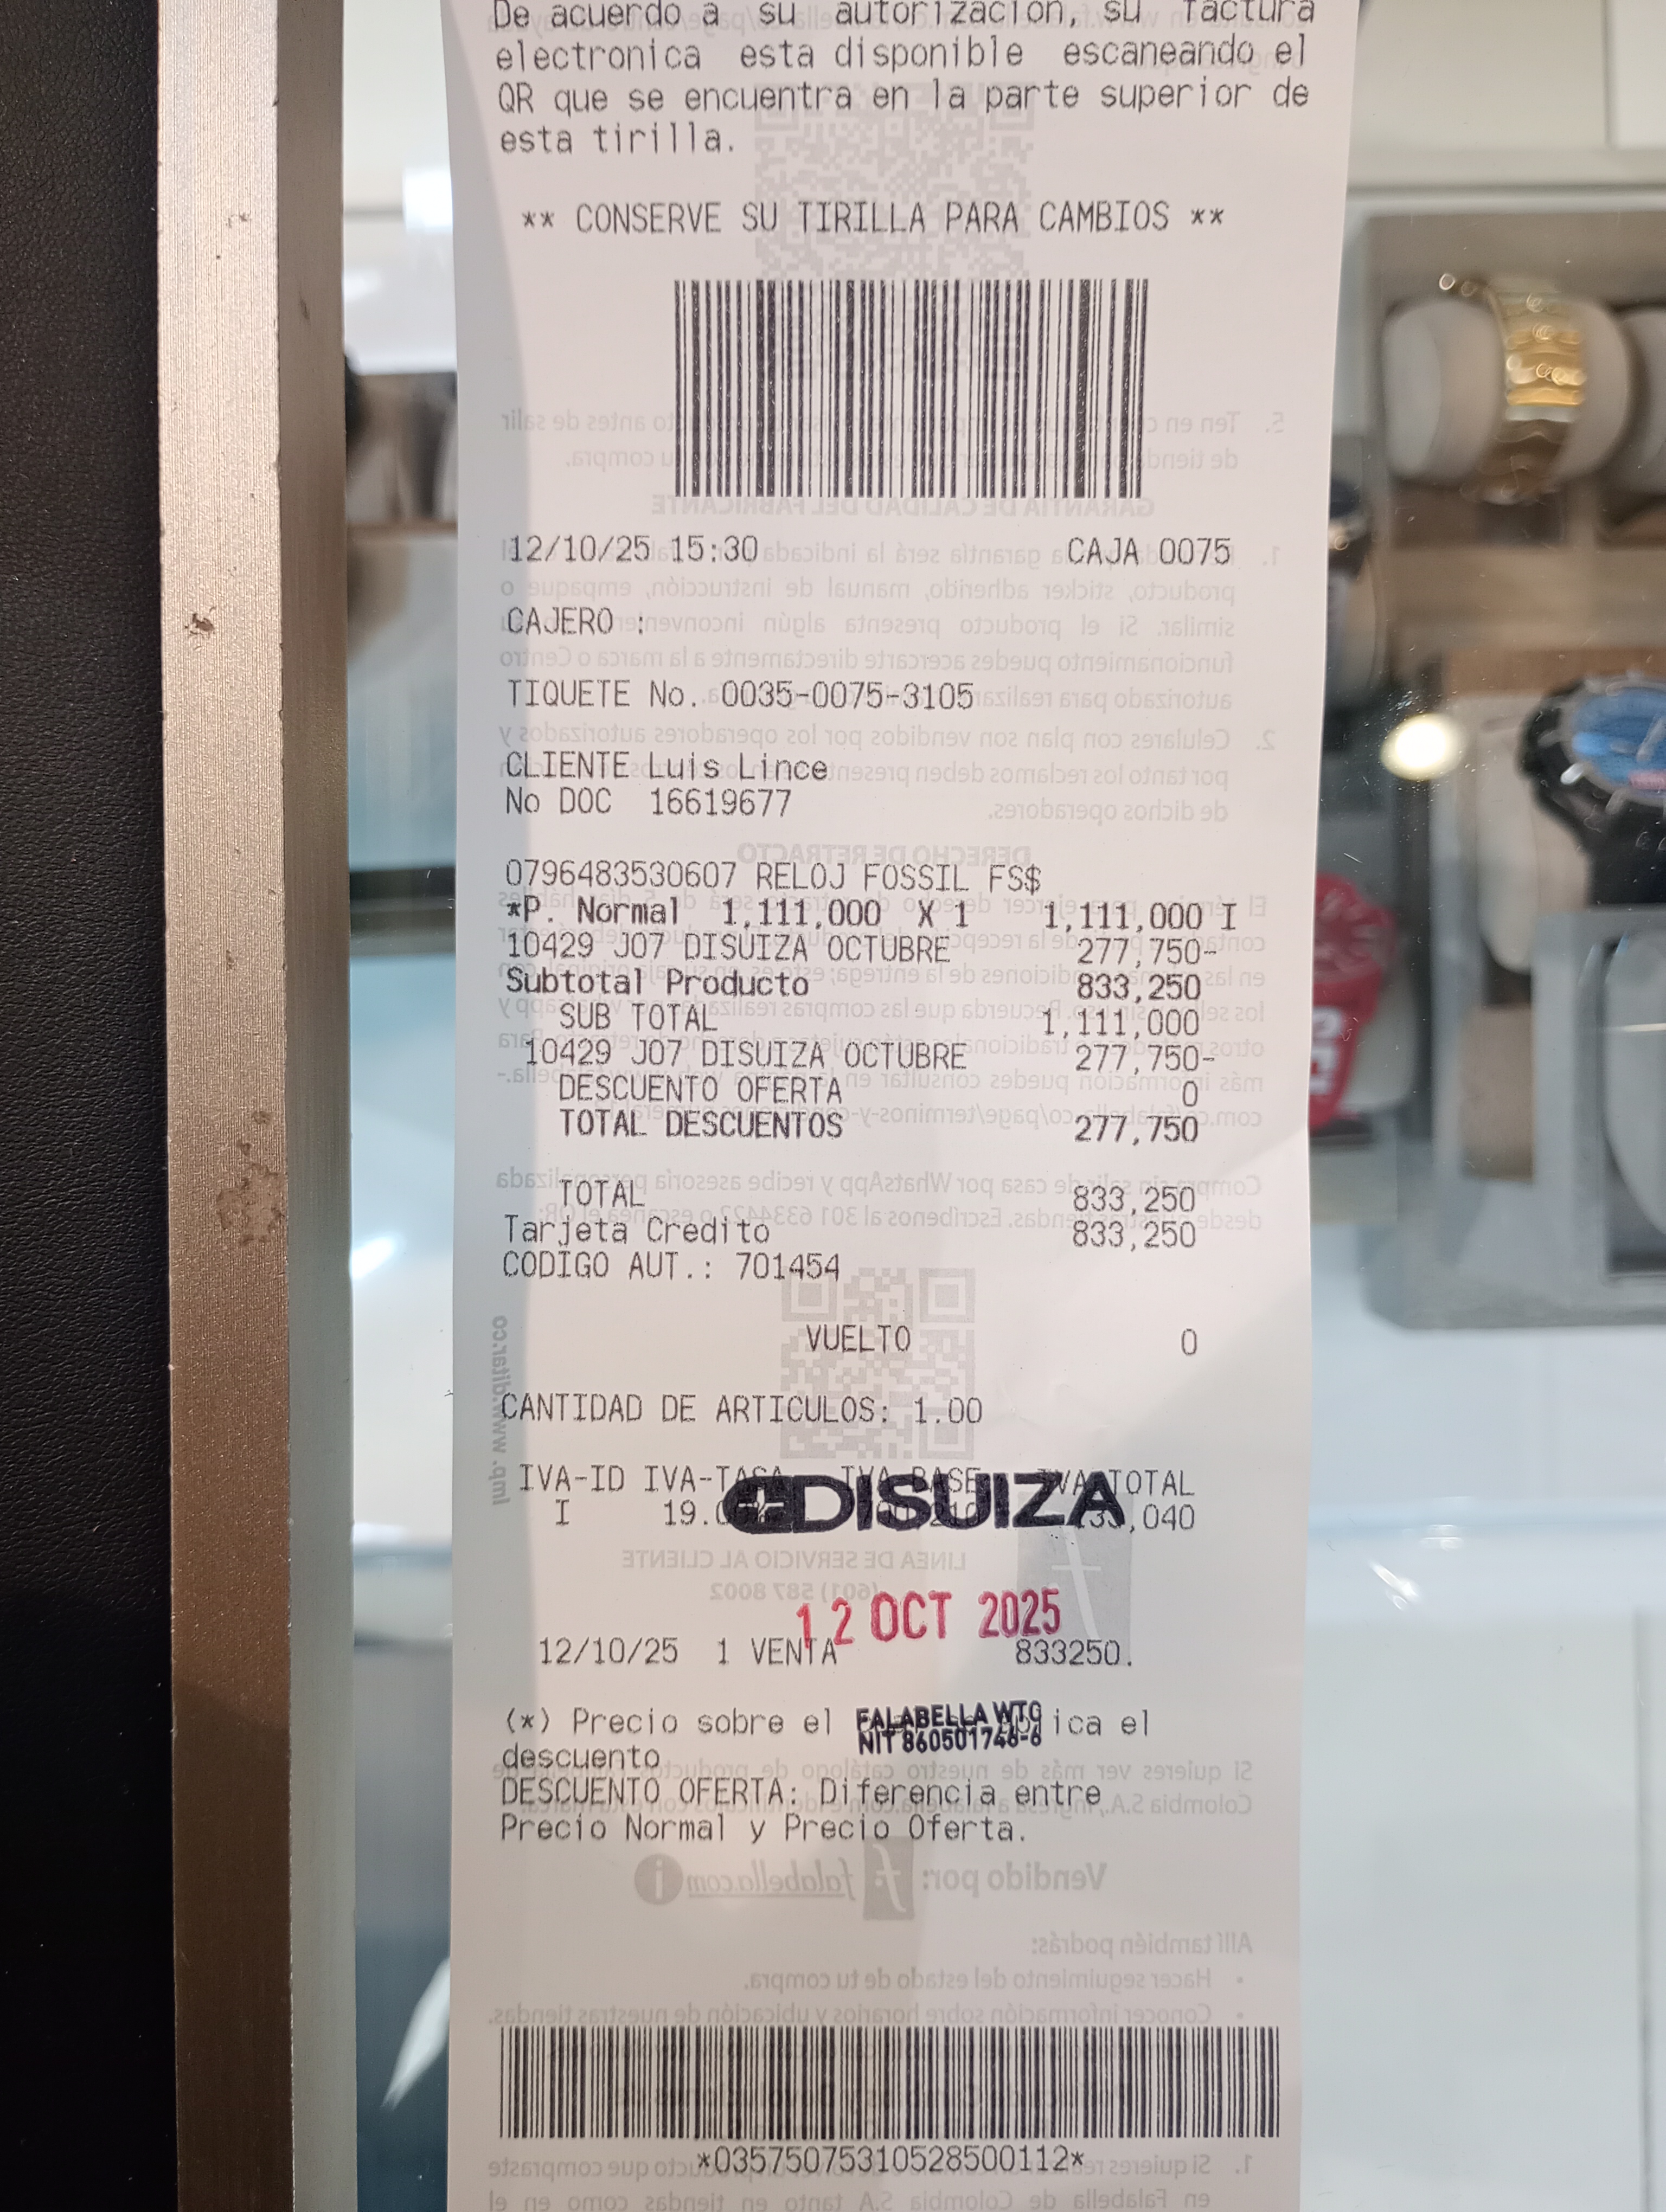 De acuerdo a su autorizacion, su factura
electronica esta disponible escaneando el
QR que se encuentra en la parte superior de
esta tirilla.
** CONSERVE SU TIRILLA PARA CAMBIOS **
12/10/25 15:30 CAJA 0075
CAJERO :
TIQUETE No. 0035-0075-3105
CLIENTE Luis Lince
No DOC 16619677
0796483530607 RELOJ FOSSIL FS$
*P. Normal 1,111,000 X 1 1,111,000 I
10429 J07 DISUIZA OCTUBRE 277,750-
Subtotal Producto 833,250
SUB TOTAL 1,111,000
10429 J07 DISUIZA OCTUBRE 277,750-
DESCUENTO OFERTA 0
TOTAL DESCUENTOS 277,750
TOTAL 833,250
Tarjeta Credito 833,250
CODIGO AUT.: 701454
VUELTO 0
CANTIDAD DE ARTICULOS: 1.00
IVA-ID IVA-TASA IVA-BASE IVA-TOTAL
DISUIZA
I
12 OCT 2025
12/10/25 1 VENTA 833250.
(*) Precio sobre el ica el
FALABELLA WTC
NIT 860501746-6
descuento
DESCUENTO OFERTA: Diferencia entre
Precio Normal y Precio Oferta.
*03575075310528500112*